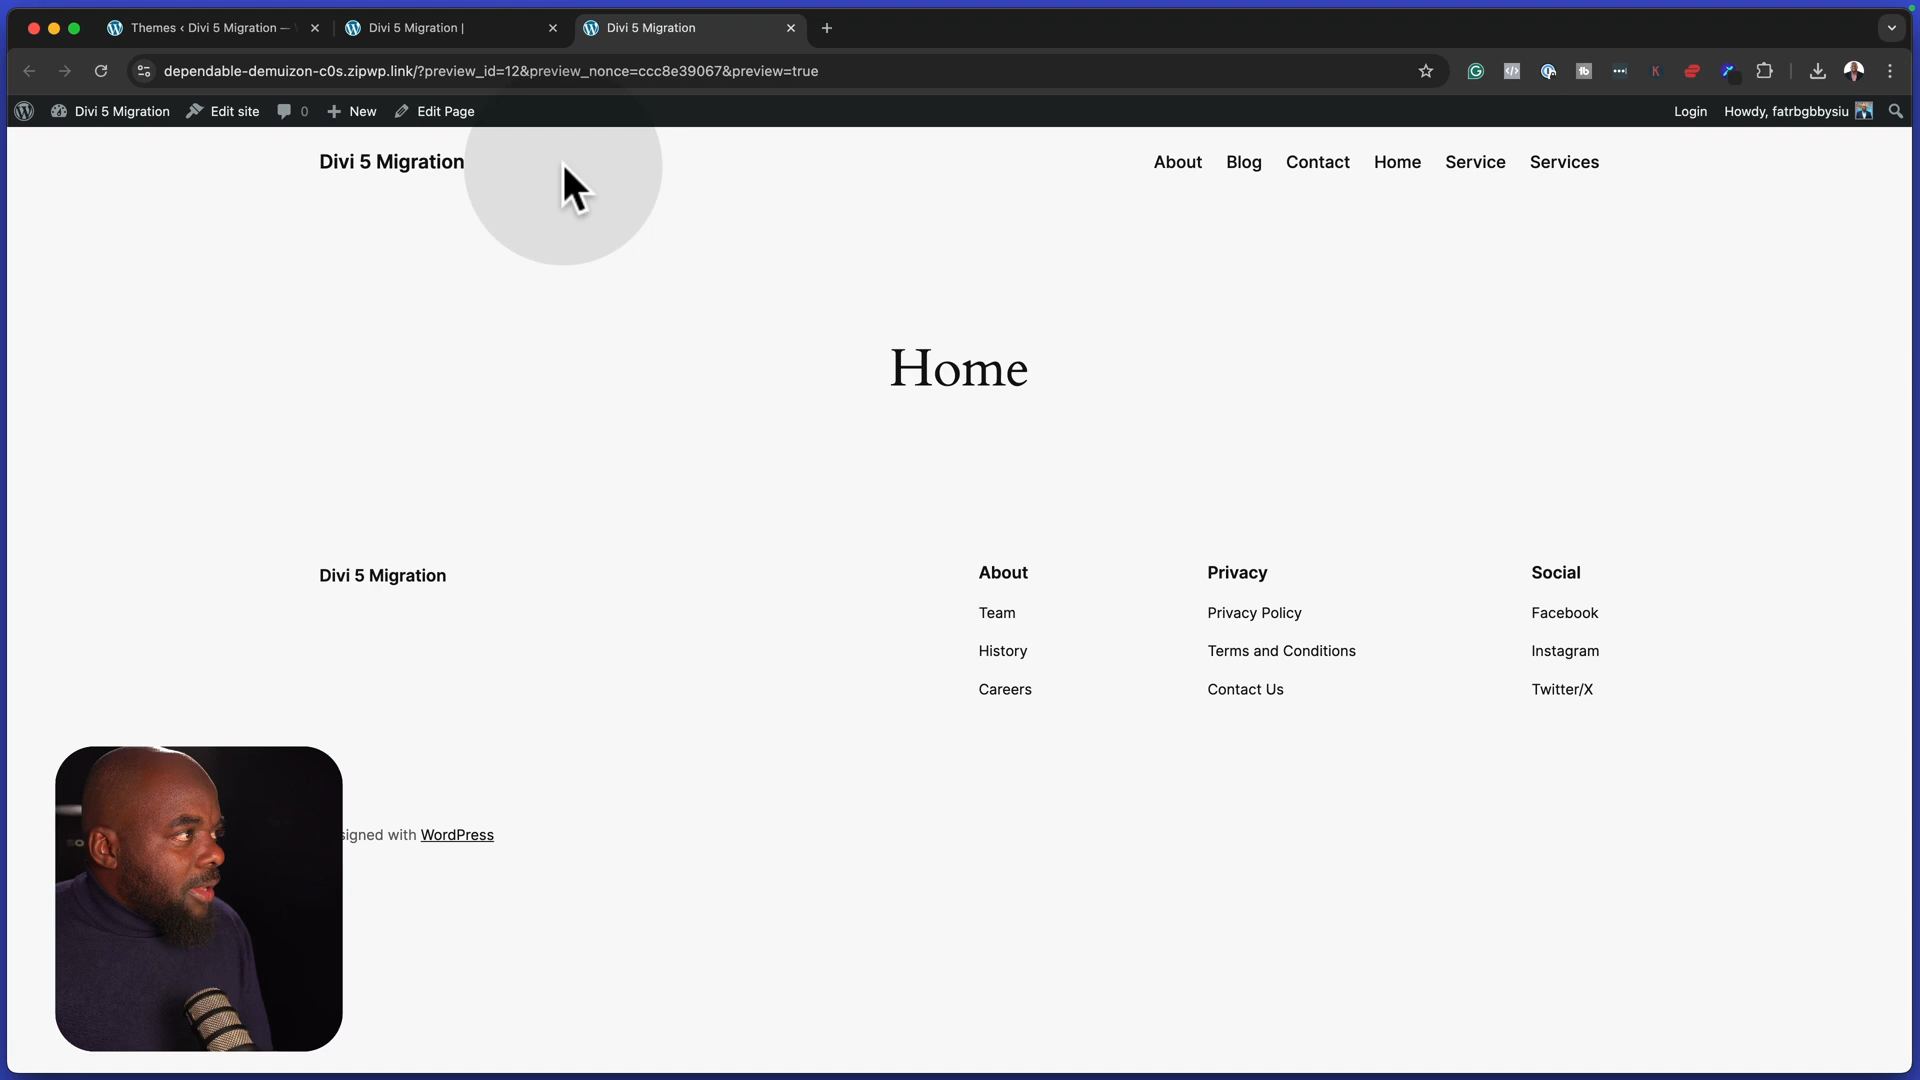 Themes ‹ Divi 5 Migration —
Divi 5 Migration |
Divi 5 Migration
dependable-demuizon-c0s.zipwp.link/?preview_id=12&preview_nonce=ccc8e39067&preview=true
Divi 5 Migration
Edit site
0
New
Edit Page
Login
Howdy, fatrbgbbysiu
Divi 5 Migration
About
Blog
Contact
Home
Service
Services
Home
Divi 5 Migration
About
Team
History
Careers
Privacy
Privacy Policy
Terms and Conditions
Contact Us
Social
Facebook
Instagram
Twitter/X
signed with WordPress